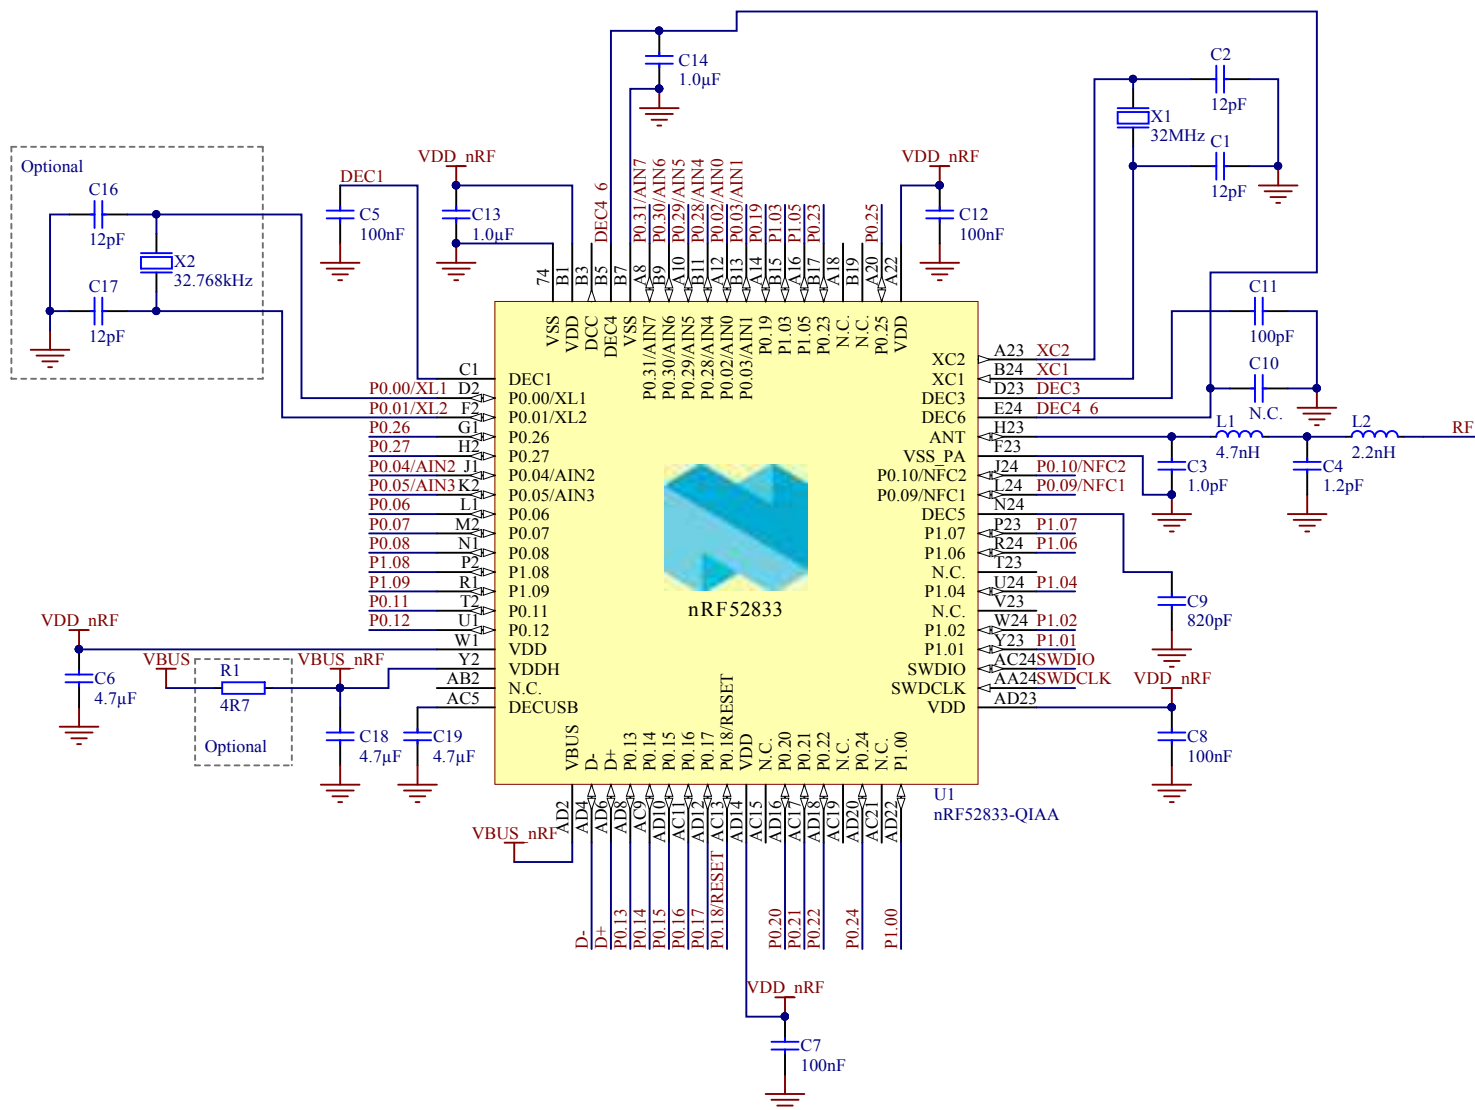 C14
1.0µF
C2
12pF
X1
32MHz
C1
12pF
Optional
C16
12pF
X2
32.768kHz
C17
12pF
DEC1
C5
100nF
VDD_nRF
C13
1.0µF
DEC4_6
P0.31/AIN7
P0.30/AIN6
P0.29/AIN5
P0.28/AIN4
P0.02/AIN0
P0.03/AIN1
P0.19
P1.03
P1.05
P0.23
P0.25
VDD_nRF
C12
100nF
74
B1
B3
B5
B7
A8
B9
A10
B11
A12
B13
A14
B15
A16
B17
A18
B19
A20
A22
VSS
VDD
DCC
DEC4
VSS
P0.31/AIN7
P0.30/AIN6
P0.29/AIN5
P0.28/AIN4
P0.02/AIN0
P0.03/AIN1
P0.19
P1.03
P1.05
P0.23
N.C.
N.C.
P0.25
VDD
C11
100pF
C10
N.C.
C1 DEC1
P0.00/XL1 D2 P0.00/XL1
P0.01/XL2 F2 P0.01/XL2
P0.26 G1 P0.26
P0.27 H2 P0.27
P0.04/AIN2 J1 P0.04/AIN2
P0.05/AIN3 K2 P0.05/AIN3
P0.06 L1 P0.06
P0.07 M2 P0.07
P0.08 N1 P0.08
P1.08 P2 P1.08
P1.09 R1 P1.09
P0.11 T2 P0.11
P0.12 U1 P0.12
W1 VDD
Y2 VDDH
AB2 N.C.
AC5 DECUSB
XC2 A23 XC2
XC1 B24 XC1
DEC3 D23 DEC3
DEC6 E24 DEC4_6
ANT H23
VSS_PA F23
P0.10/NFC2 J24 P0.10/NFC2
P0.09/NFC1 L24 P0.09/NFC1
DEC5 N24
P1.07 P23 P1.07
P1.06 R24 P1.06
N.C. T23
P1.04 U24 P1.04
N.C. V23
P1.02 W24 P1.02
P1.01 Y23 P1.01
SWDIO AC24 SWDIO
SWDCLK AA24 SWDCLK
VDD AD23
L1
4.7nH
L2
2.2nH
RF
C3
1.0pF
C4
1.2pF
C9
820pF
VDD_nRF
C8
100nF
nRF52833
VDD_nRF
C6
4.7µF
VBUS
R1
4R7
Optional
VBUS_nRF
C18
4.7µF
C19
4.7µF
VBUS
D-
D+
P0.13
P0.14
P0.15
P0.16
P0.17
P0.18/RESET
VDD
N.C.
P0.20
P0.21
P0.22
N.C.
P0.24
N.C.
P1.00
U1
nRF52833-QIAA
AD2
AD4
AD6
AD8
AC9
AD10
AC11
AD12
AC13
AD14
AC15
AD16
AC17
AD18
AC19
AD20
AC21
AD22
VBUS_nRF
D-
D+
P0.13
P0.14
P0.15
P0.16
P0.17
P0.18/RESET
P0.20
P0.21
P0.22
P0.24
P1.00
VDD_nRF
C7
100nF